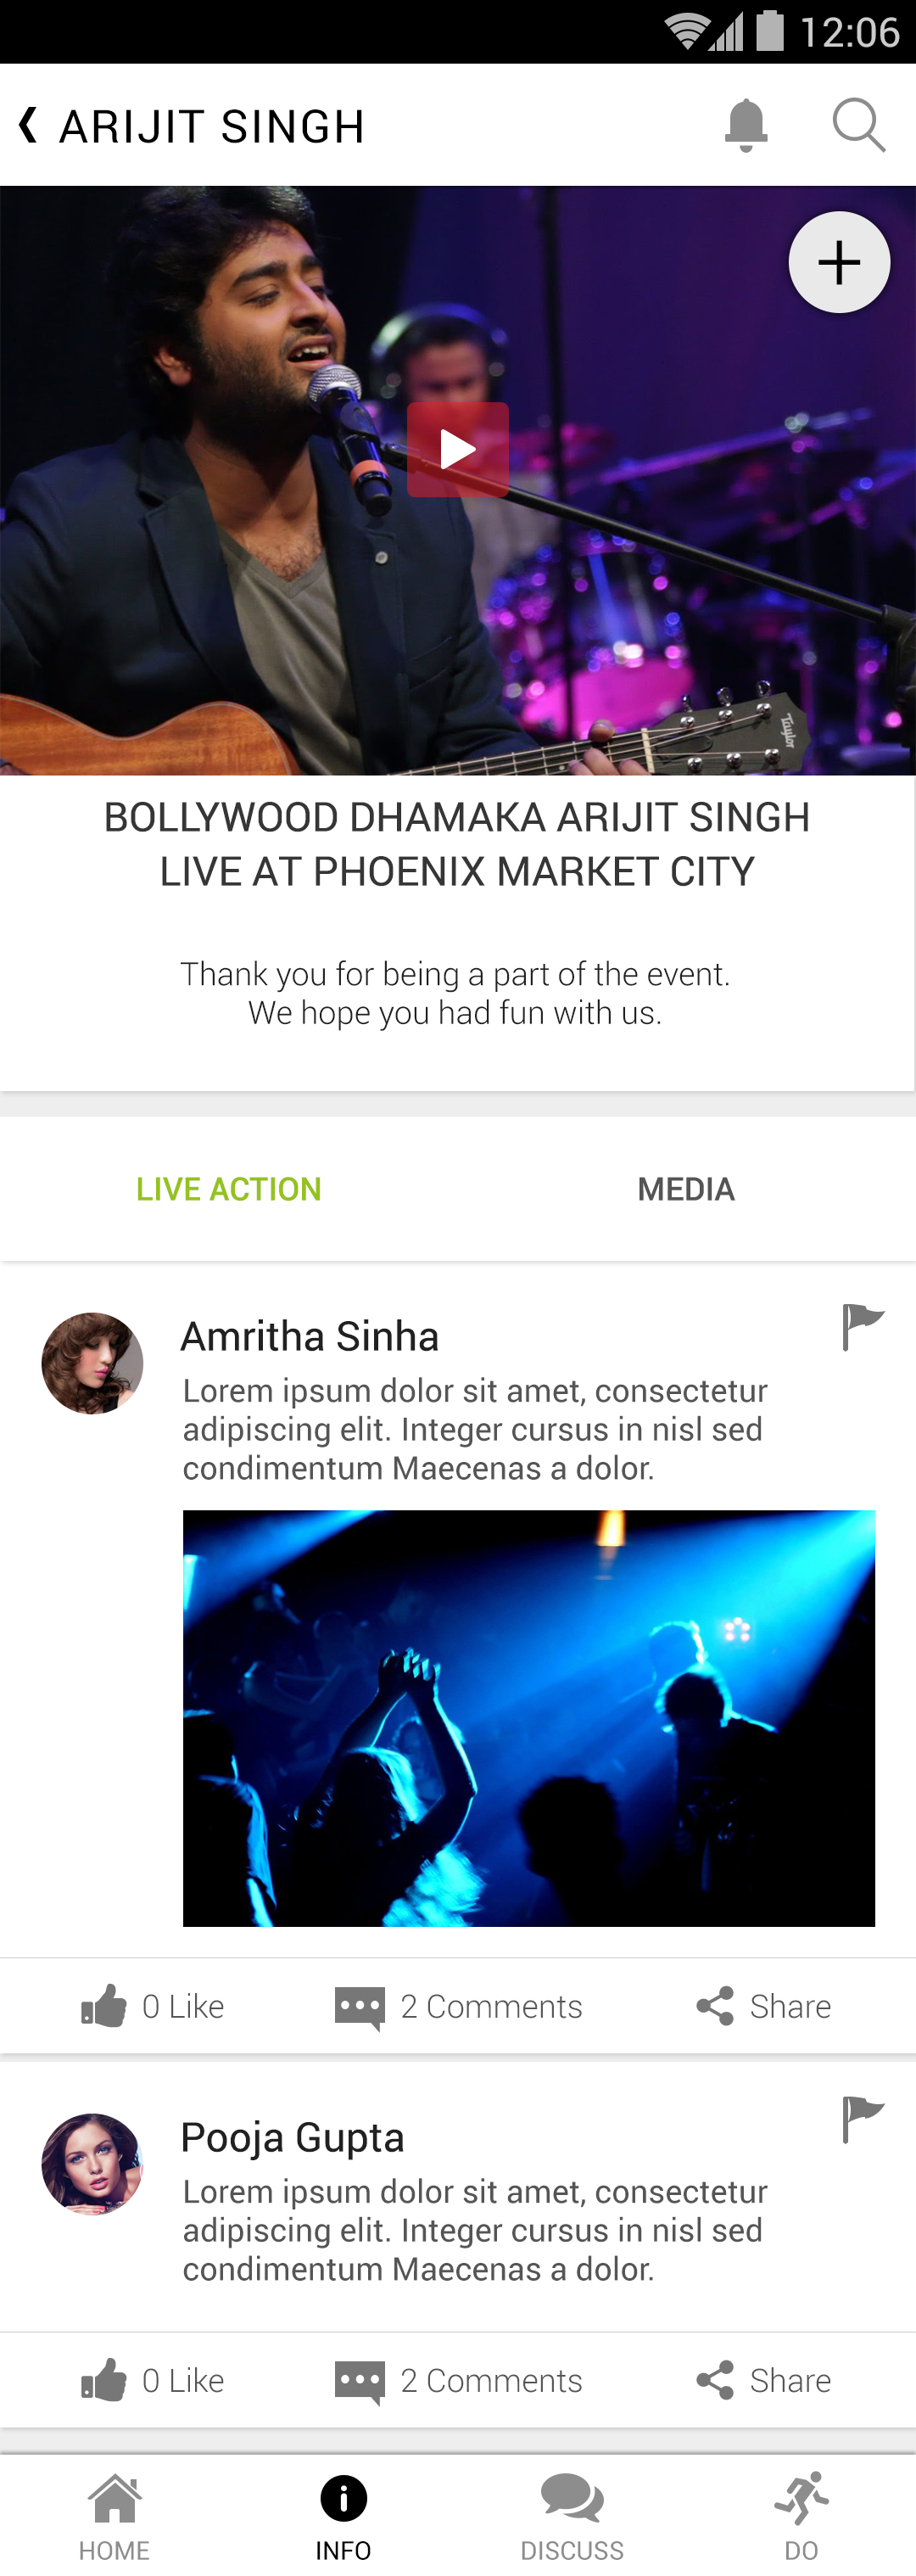 12:06
ARIJIT SINGH
Taylor
BOLLYWOOD DHAMAKA ARIJIT SINGH
LIVE AT PHOENIX MARKET CITY
Thank you for being a part of the event.
We hope you had fun with us.
LIVE ACTION
MEDIA
Amritha Sinha
Lorem ipsum dolor sit amet, consectetur
adipiscing elit. Integer cursus in nisl sed
condimentum Maecenas a dolor.
0 Like
2 Comments
Share
Pooja Gupta
Lorem ipsum dolor sit amet, consectetur
adipiscing elit. Integer cursus in nisl sed
condimentum Maecenas a dolor.
0 Like
2 Comments
Share
HOME
INFO
DISCUSS
DO